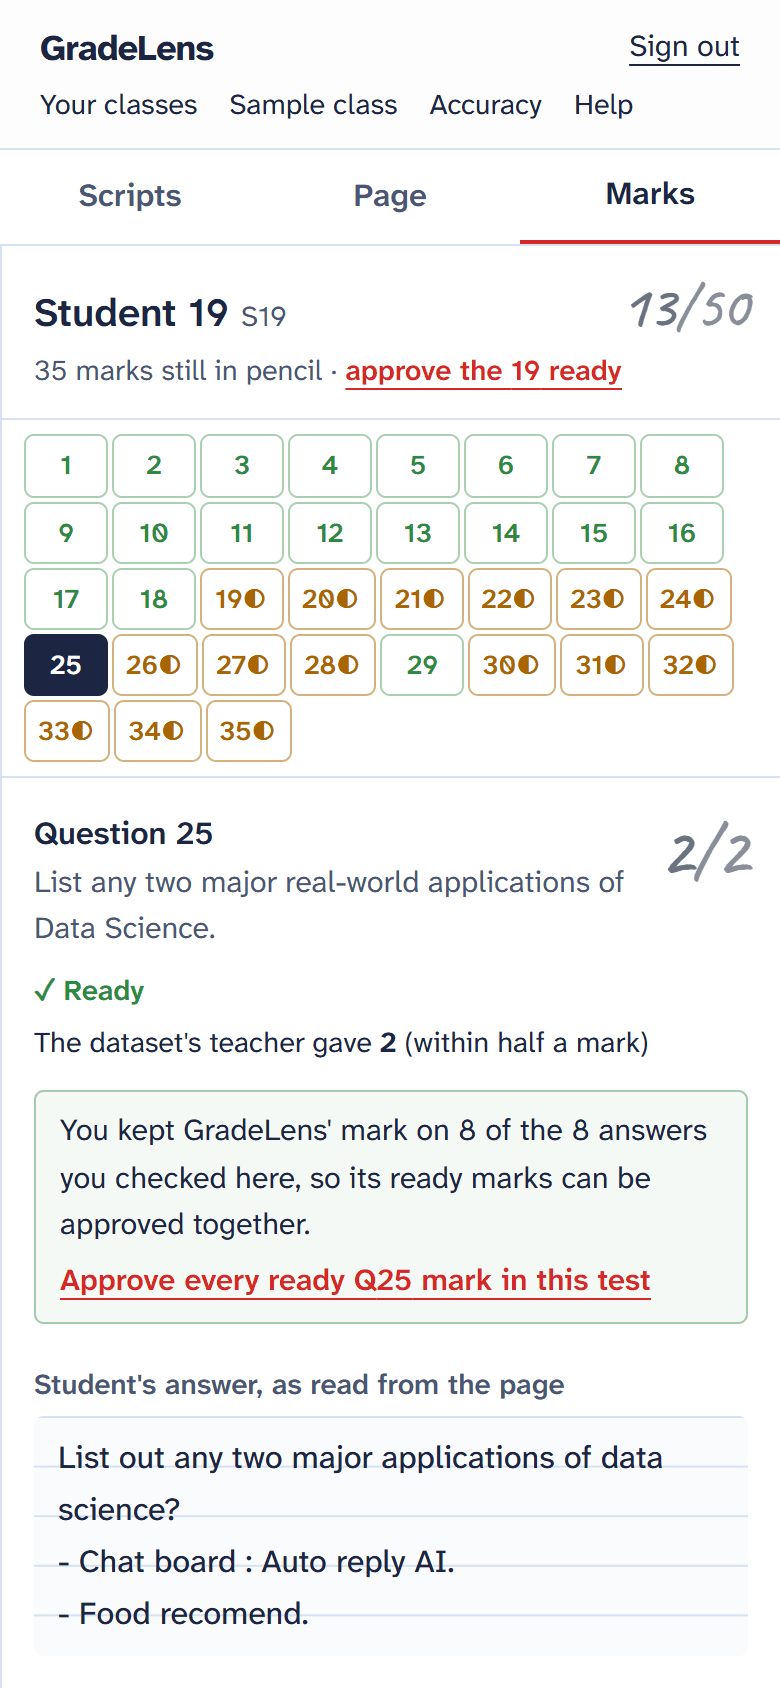 GradeLens
Sign out
Your classes Sample class Accuracy Help
Scripts Page Marks
Student 19 S19
13/50
35 marks still in pencil · approve the 19 ready
1 2 3 4 5 6 7 8
9 10 11 12 13 14 15 16
17 18 19 20 21 22 23 24
25 26 27 28 29 30 31 32
33 34 35
Question 25
2/2
List any two major real-world applications of
Data Science.
✓ Ready
The dataset's teacher gave 2 (within half a mark)
You kept GradeLens' mark on 8 of the 8 answers
you checked here, so its ready marks can be
approved together.
Approve every ready Q25 mark in this test
Student's answer, as read from the page
List out any two major applications of data
science?
- Chat board : Auto reply AI.
- Food recomend.